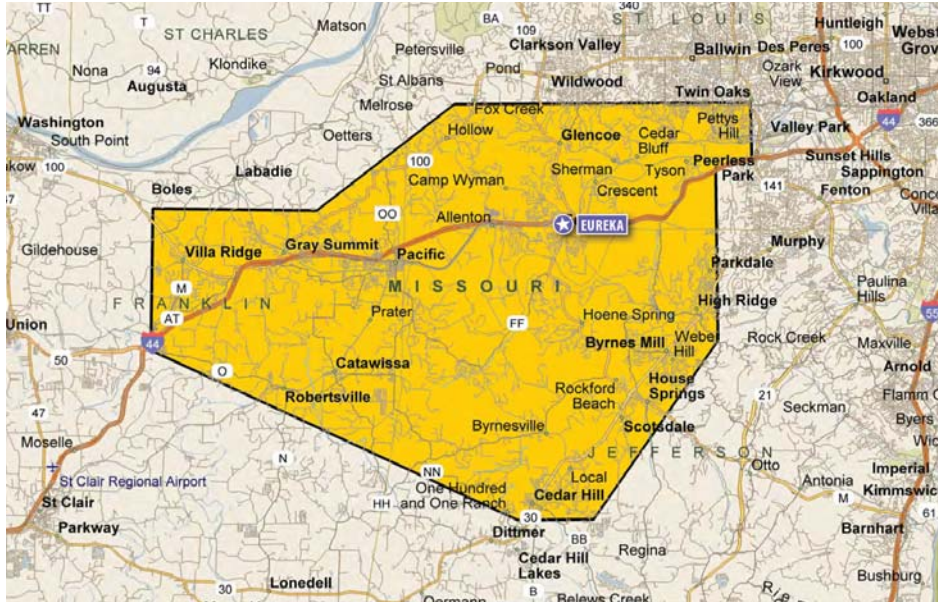 TT
T
Matson
BA
340
ST LOUIS
Huntleigh
ARREN
ST CHARLES
109
Clarkson Valley
Ballwin
Des Peres
100
Webst
Grov
Nona
94
Klondike
Petersville
Pond
Ozark
View
Kirkwood
Augusta
St Albans
Wildwood
Twin Oaks
Oakland
Melrose
Fox Creek
Pettys
Hill
44
366
Washington
South Point
Oetters
Hollow
Glencoe
Cedar
Bluff
Valley Park
100
Labadie
100
Sherman
Tyson
Peerless
Park
Sunset Hills
Sappington
Boles
Camp Wyman
Crescent
141
Fenton
Conco
Villa
OO
Allenton
EUREKA
Gildehouse
Villa Ridge
Gray Summit
Pacific
Murphy
Parkdale
M
MISSOURI
Paulina
Hills
FRANKLIN
High Ridge
AT
Prater
FF
Hoene Spring
Union
44
Byrnes Mill
Weber
Hill
Rock Creek
55
50
Maxville
O
Catawissa
House
Springs
Arnold
Robertsville
Rockford
Beach
21
Flamm C
47
Seckman
Byers
Moselle
Byrnesville
Scotsdale
JEFFERSON
N
NN
Otto
Imperial
St Clair Regional Airport
One Hundred
and One Ranch
Local
Antonia
Kimmswic
St Clair
HH
Cedar Hill
M
61
Parkway
30
Dittmer
BB
Barnhart
Cedar Hill
Lakes
Regina
30
Lonedell
B
Bushburg
Belews Creek